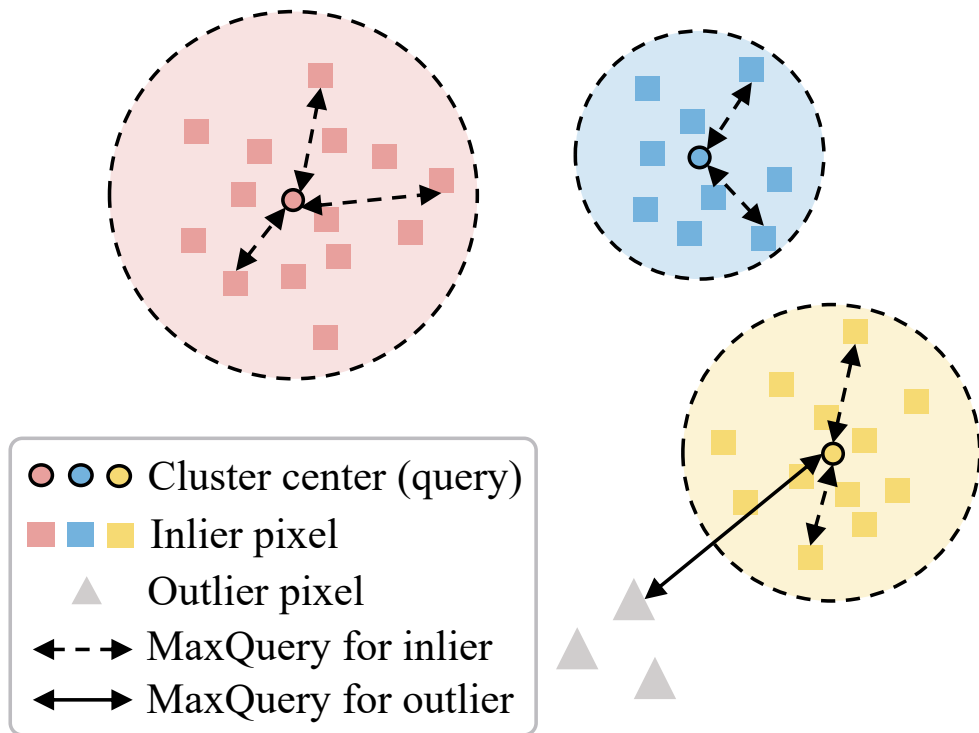 Cluster center (query)
Inlier pixel
Outlier pixel
MaxQuery for inlier
MaxQuery for outlier